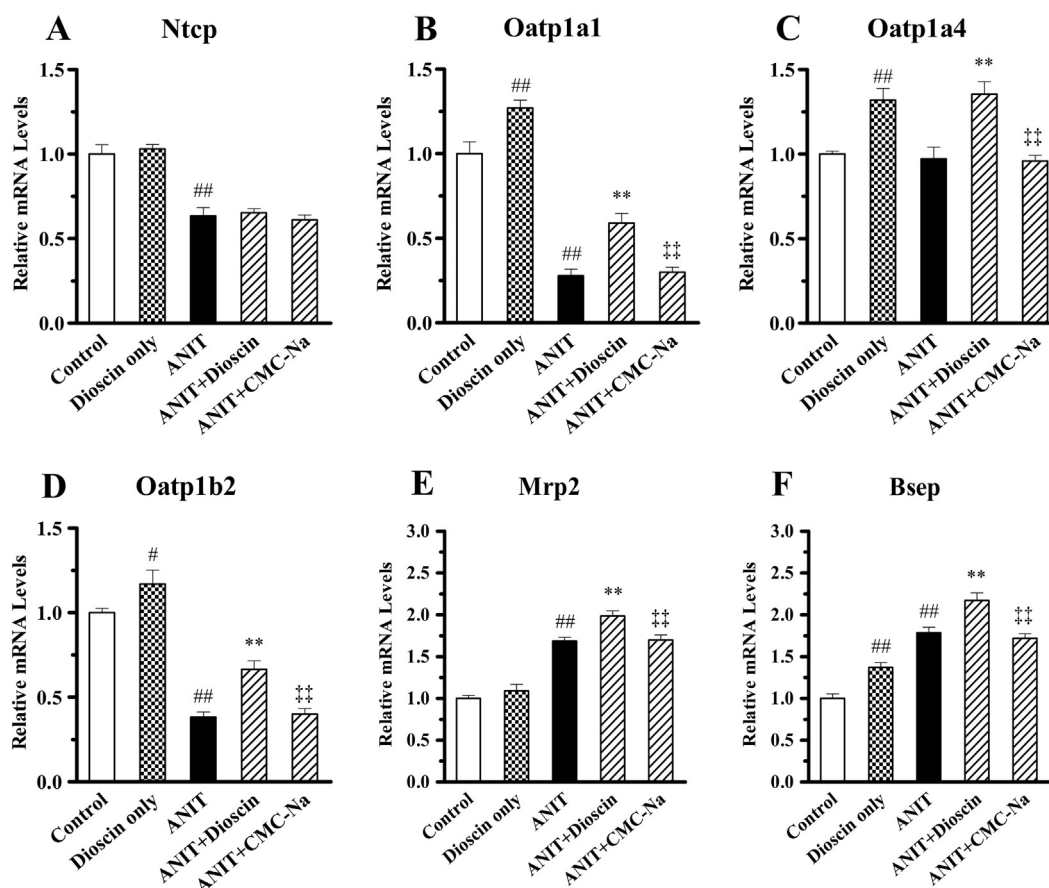 A
Ntcp
Relative mRNA Levels
1.5
1.0
0.5
0.0
##
Control
Dioscin only
ANIT
ANIT+Dioscin
ANIT+CMC-Na
B
Oatp1a1
Relative mRNA Levels
1.5
1.0
0.5
0.0
##
##
**
‡‡
Control
Dioscin only
ANIT
ANIT+Dioscin
ANIT+CMC-Na
C
Oatp1a4
Relative mRNA Levels
1.5
1.0
0.5
0.0
##
**
‡‡
Control
Dioscin only
ANIT
ANIT+Dioscin
ANIT+CMC-Na
D
Oatp1b2
Relative mRNA Levels
1.5
1.0
0.5
0.0
#
##
**
‡‡
Control
Dioscin only
ANIT
ANIT+Dioscin
ANIT+CMC-Na
E
Mrp2
Relative mRNA Levels
3.0
2.5
2.0
1.5
1.0
0.5
0.0
##
**
‡‡
Control
Dioscin only
ANIT
ANIT+Dioscin
ANIT+CMC-Na
F
Bsep
Relative mRNA Levels
3.0
2.5
2.0
1.5
1.0
0.5
0.0
##
##
**
‡‡
Control
Dioscin only
ANIT
ANIT+Dioscin
ANIT+CMC-Na